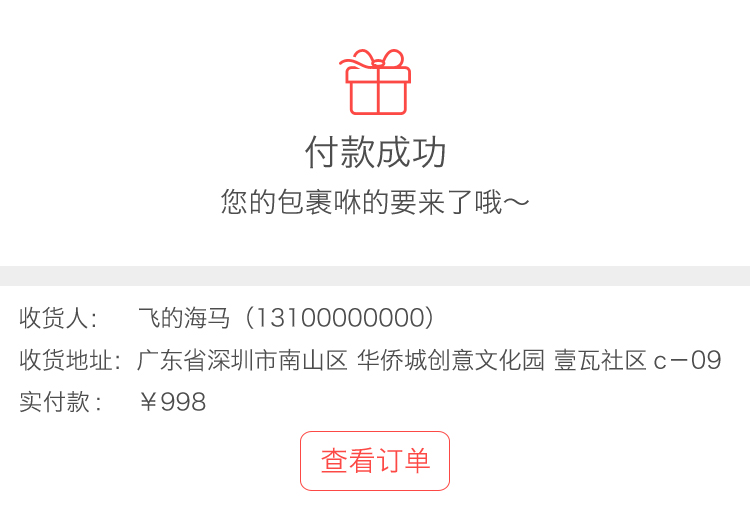 付款成功
您的包裹咻的要来了哦～
收货人： 飞的海马（13100000000）
收货地址：广东省深圳市南山区 华侨城创意文化园 壹瓦社区 c－09
实付款： ￥998
查看订单